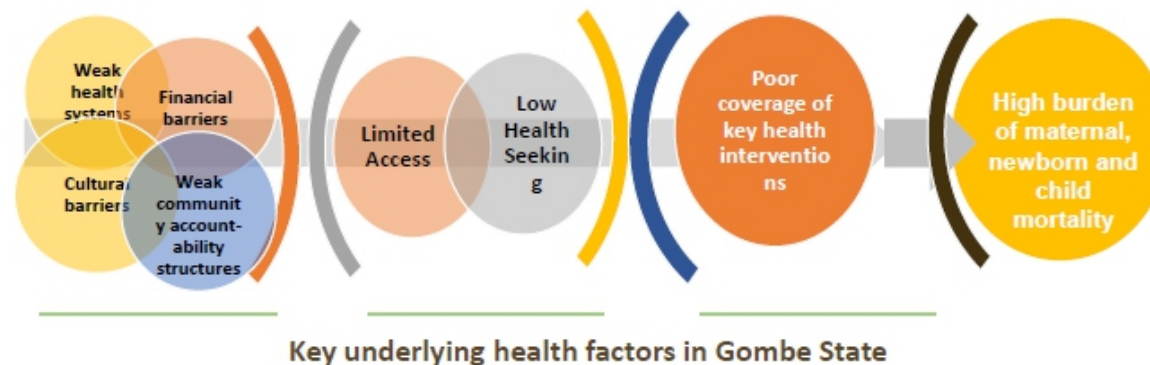 Weak
health
systems
Financial
barriers
Cultural
barriers
Weak
communit
y account-
ability
structures
Limited
Access
Low
Health
Seekin
g
Poor
coverage of
key health
interventio
ns
High burden
of maternal,
newborn and
child
mortality
Key underlying health factors in Gombe State